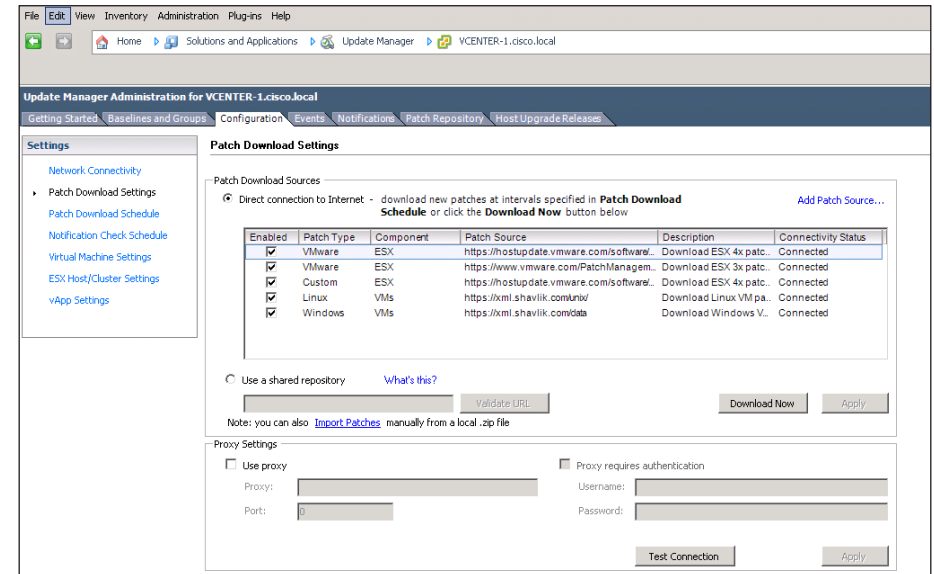 File Edit View Inventory Administration Plug-ins Help
Home Solutions and Applications Update Manager VCENTER-1.cisco.local
Update Manager Administration for VCENTER-1.cisco.local
Getting Started Baselines and Groups Configuration Events Notifications Patch Repository Host Upgrade Releases
Settings
Network Connectivity
Patch Download Settings
Patch Download Schedule
Notification Check Schedule
Virtual Machine Settings
ESX Host/Cluster Settings
vApp Settings
Patch Download Settings
Patch Download Sources
Direct connection to Internet - download new patches at intervals specified in Patch Download
Schedule or click the Download Now button below
Add Patch Source...
Enabled Patch Type Component Patch Source Description Connectivity Status
VMware ESX https://hostupdate.vmware.com/software/... Download ESX 4x patc... Connected
VMware ESX https://www.vmware.com/PatchManagem... Download ESX 3x patc... Connected
Custom ESX https://hostupdate.vmware.com/software/... Download ESX 4x patc... Connected
Linux VMs https://xml.shavlik.com/unix/ Download Linux VM pa... Connected
Windows VMs https://xml.shavlik.com/data Download Windows V... Connected
Use a shared repository What's this?
Validate URL Download Now Apply
Note: you can also Import Patches manually from a local .zip file
Proxy Settings
Use proxy Proxy requires authentication
Proxy: Username:
Port: 0 Password:
Test Connection Apply